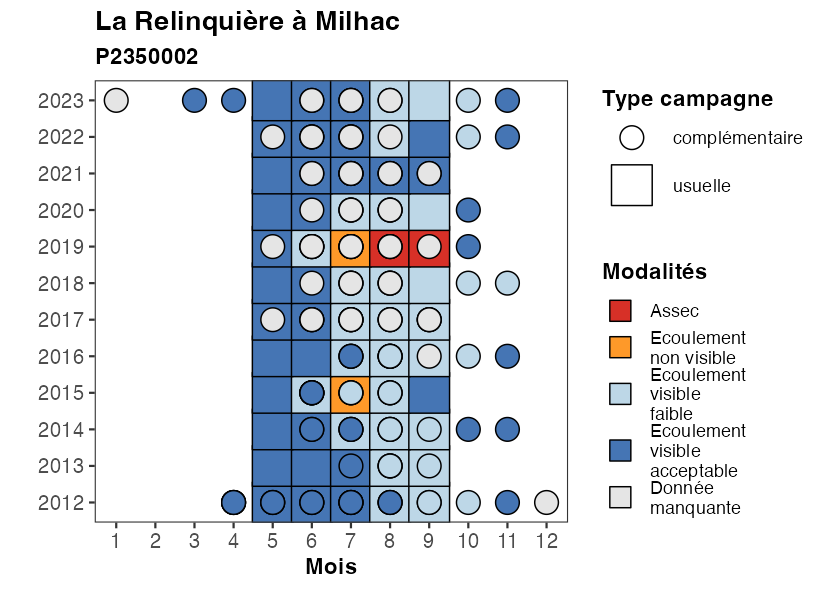 La Relinquière à Milhac
P2350002
2023
2022
2021
2020
2019
2018
2017
2016
2015
2014
2013
2012
1 2 3 4 5 6 7 8 9 10 11 12
Mois
Type campagne
complémentaire
usuelle
Modalités
Assec
Ecoulement
non visible
Ecoulement
visible
faible
Ecoulement
visible
acceptable
Donnée
manquante